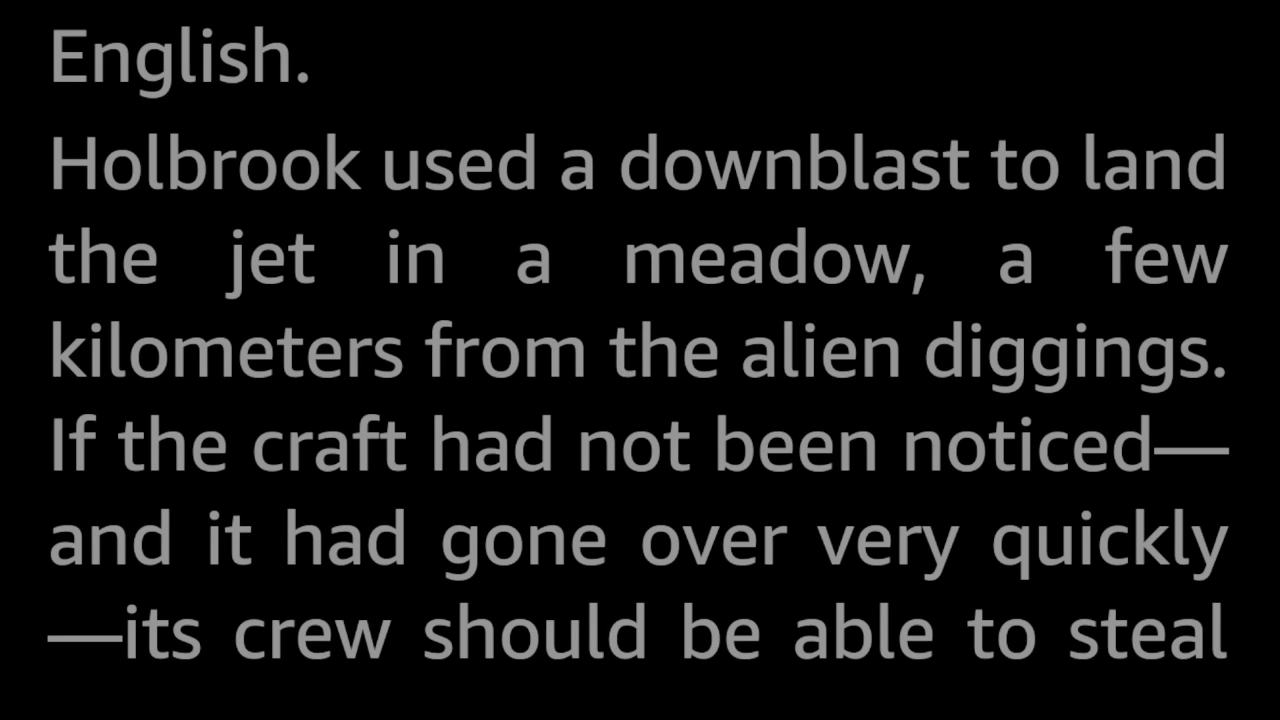 English.
Holbrook used a downblast to land
the jet in a meadow, a few
kilometers from the alien diggings.
If the craft had not been noticed—
and it had gone over very quickly
—its crew should be able to steal